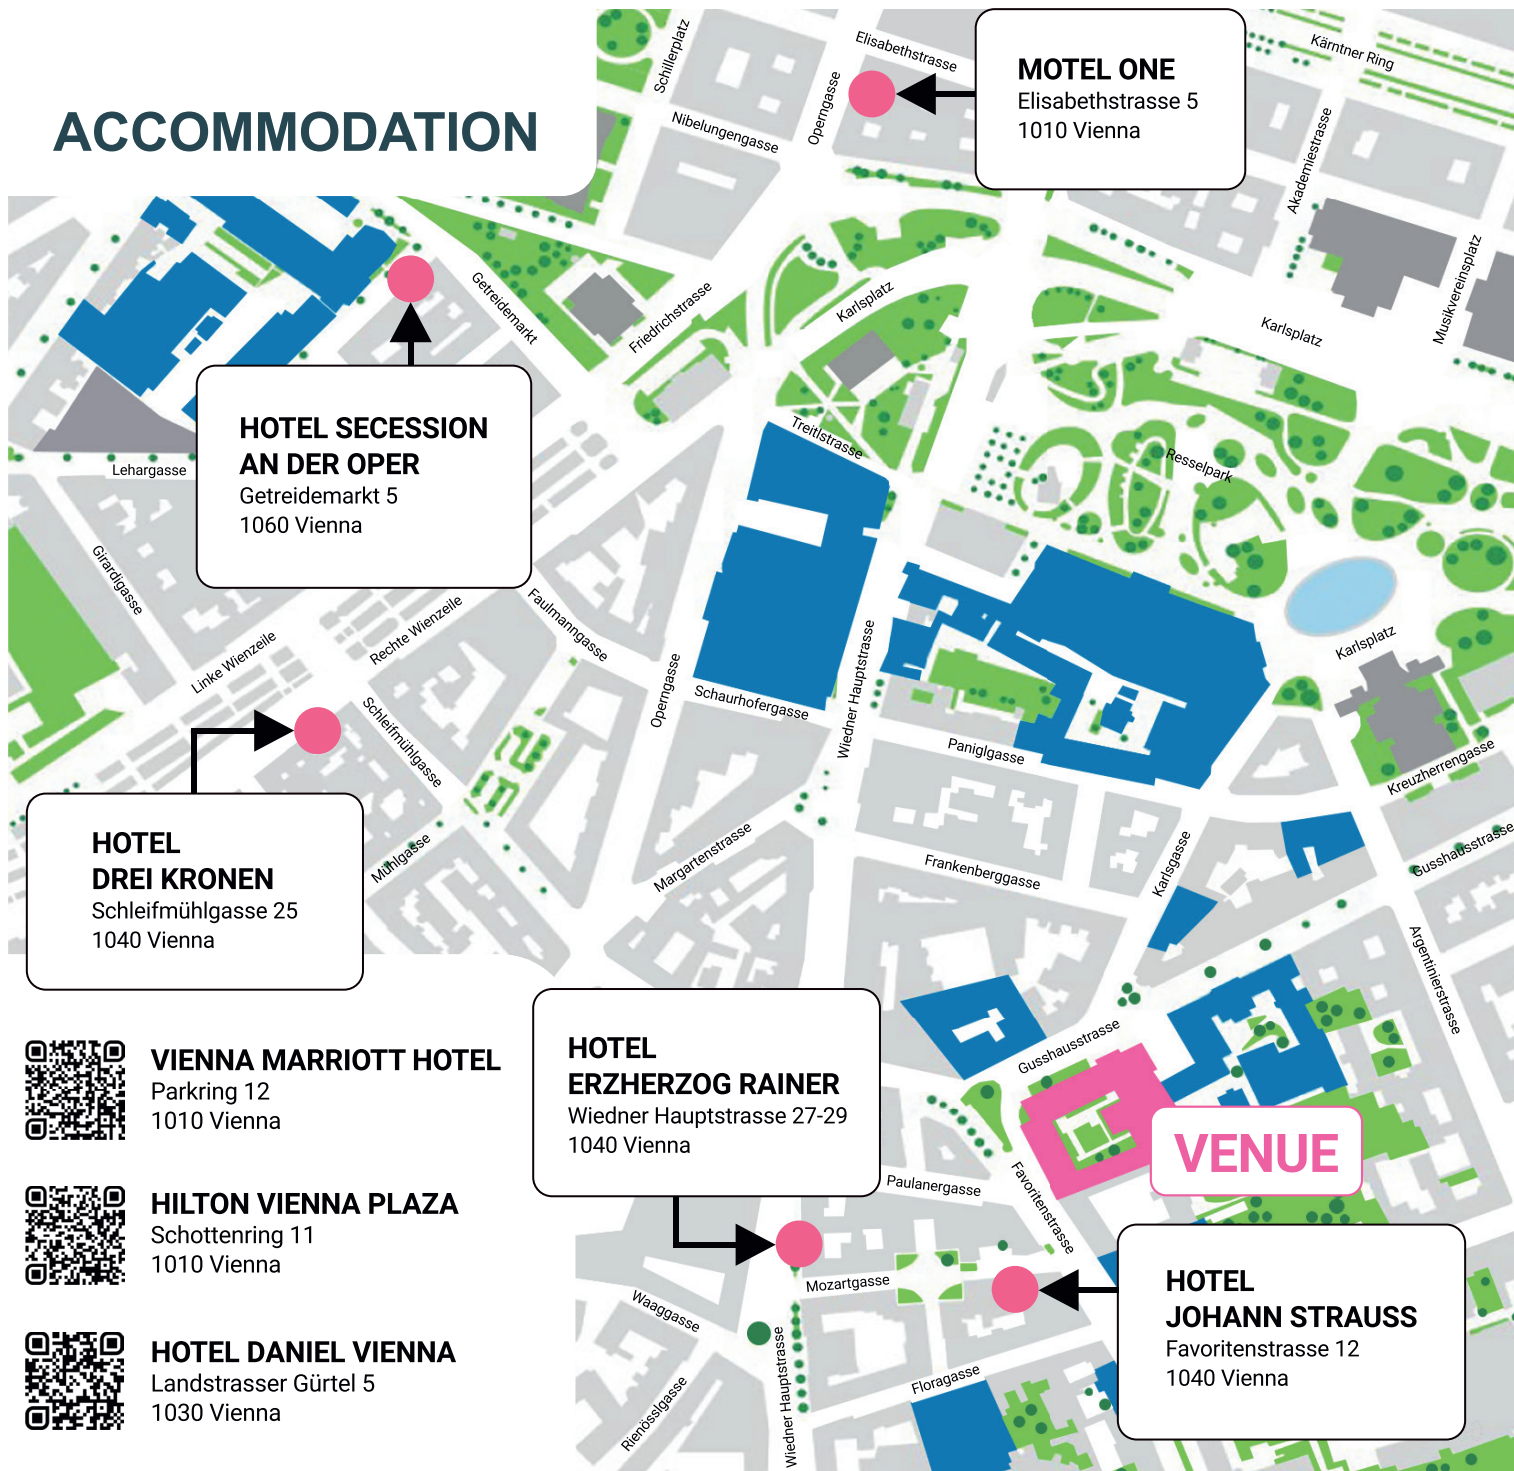 ACCOMMODATION
MOTEL ONE
Elisabethstrasse 5
1010 Vienna
Schillerplatz
Elisabethstrasse
Operngasse
Nibelungengasse
Kärntner Ring
Akademiestrasse
Musikvereinsplatz
Getreidemarkt
Friedrichstrasse
Karlsplatz
Karlsplatz
HOTEL SECESSION
AN DER OPER
Getreidemarkt 5
1060 Vienna
Treitlstrasse
Resselpark
Lehargasse
Girardigasse
Linke Wienzeile
Rechte Wienzeile
Faulmanngasse
Operngasse
Schaurhofergasse
Wiedner Hauptstrasse
Karlsplatz
Schleifmühlgasse
Paniglgasse
Kreuzherrengasse
HOTEL
DREI KRONEN
Schleifmühlgasse 25
1040 Vienna
Mühlgasse
Margartenstrasse
Frankenberggasse
Karlsgasse
Gusshausstrasse
Argentinierstrasse
HOTEL
ERZHERZOG RAINER
Wiedner Hauptstrasse 27-29
1040 Vienna
Gusshausstrasse
VENUE
Paulanergasse
Favoritenstrasse
Mozartgasse
Waaggasse
Wiedner Hauptstrasse
Floragasse
Rienösslgasse
HOTEL
JOHANN STRAUSS
Favoritenstrasse 12
1040 Vienna
VIENNA MARRIOTT HOTEL
Parkring 12
1010 Vienna
HILTON VIENNA PLAZA
Schottenring 11
1010 Vienna
HOTEL DANIEL VIENNA
Landstrasser Gürtel 5
1030 Vienna